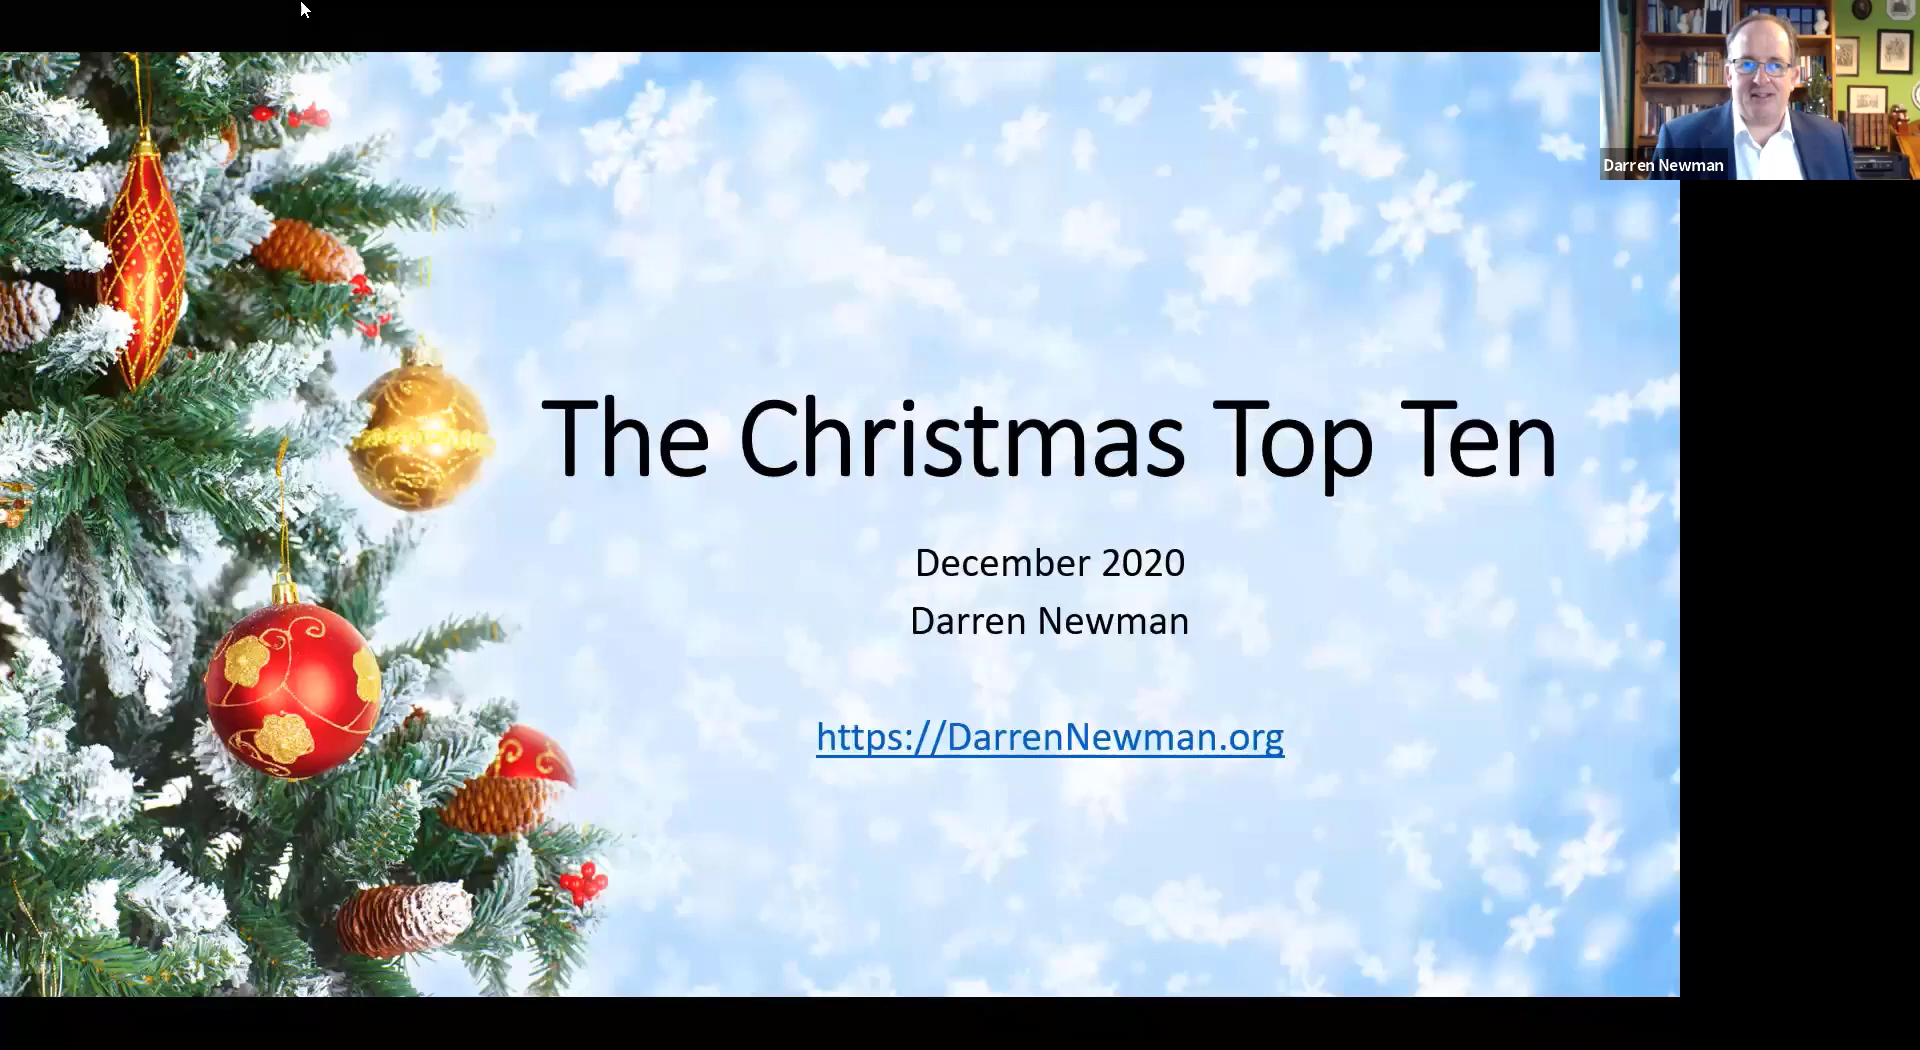 The Christmas Top Ten
December 2020
Darren Newman
https://DarrenNewman.org
Darren Newman